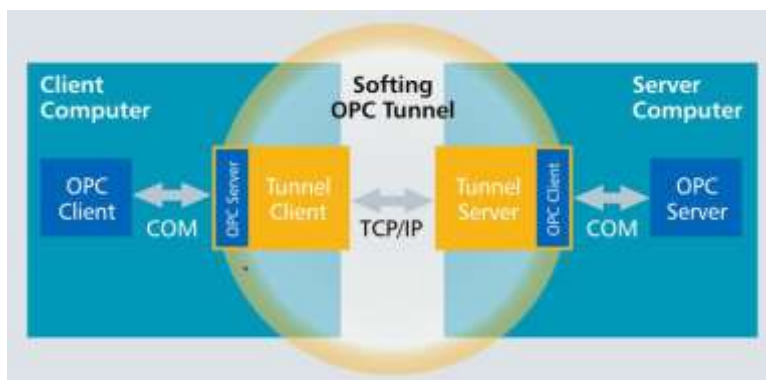 Client
Computer
Softing
OPC Tunnel
Server
Computer
OPC
Client
COM
OPC Server
Tunnel
Client
TCP/IP
Tunnel
Server
OPC Client
COM
OPC
Server